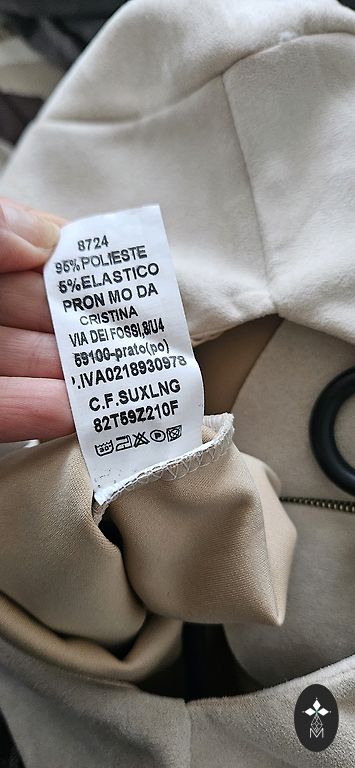 8724
95%POLIESTE
5%ELASTICO
PRON MO DA
CRISTINA
VIA DEI FOSSI,8/U4
59100-prato(po)
P.IVA0218930978
C.F.SUXLNG
82T59Z210F
M